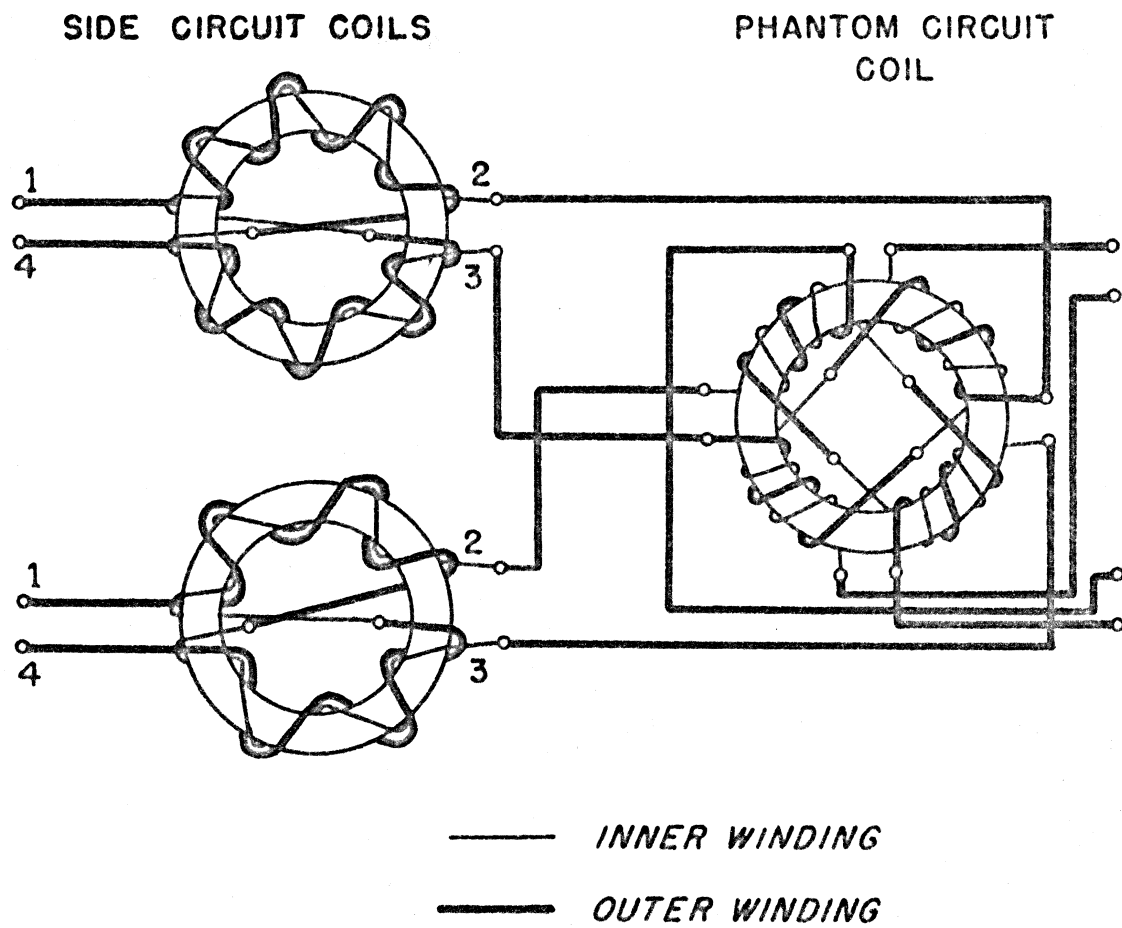 SIDE CIRCUIT COILS
PHANTOM CIRCUIT
COIL
1
2
4
3
1
2
4
3
INNER WINDING
OUTER WINDING